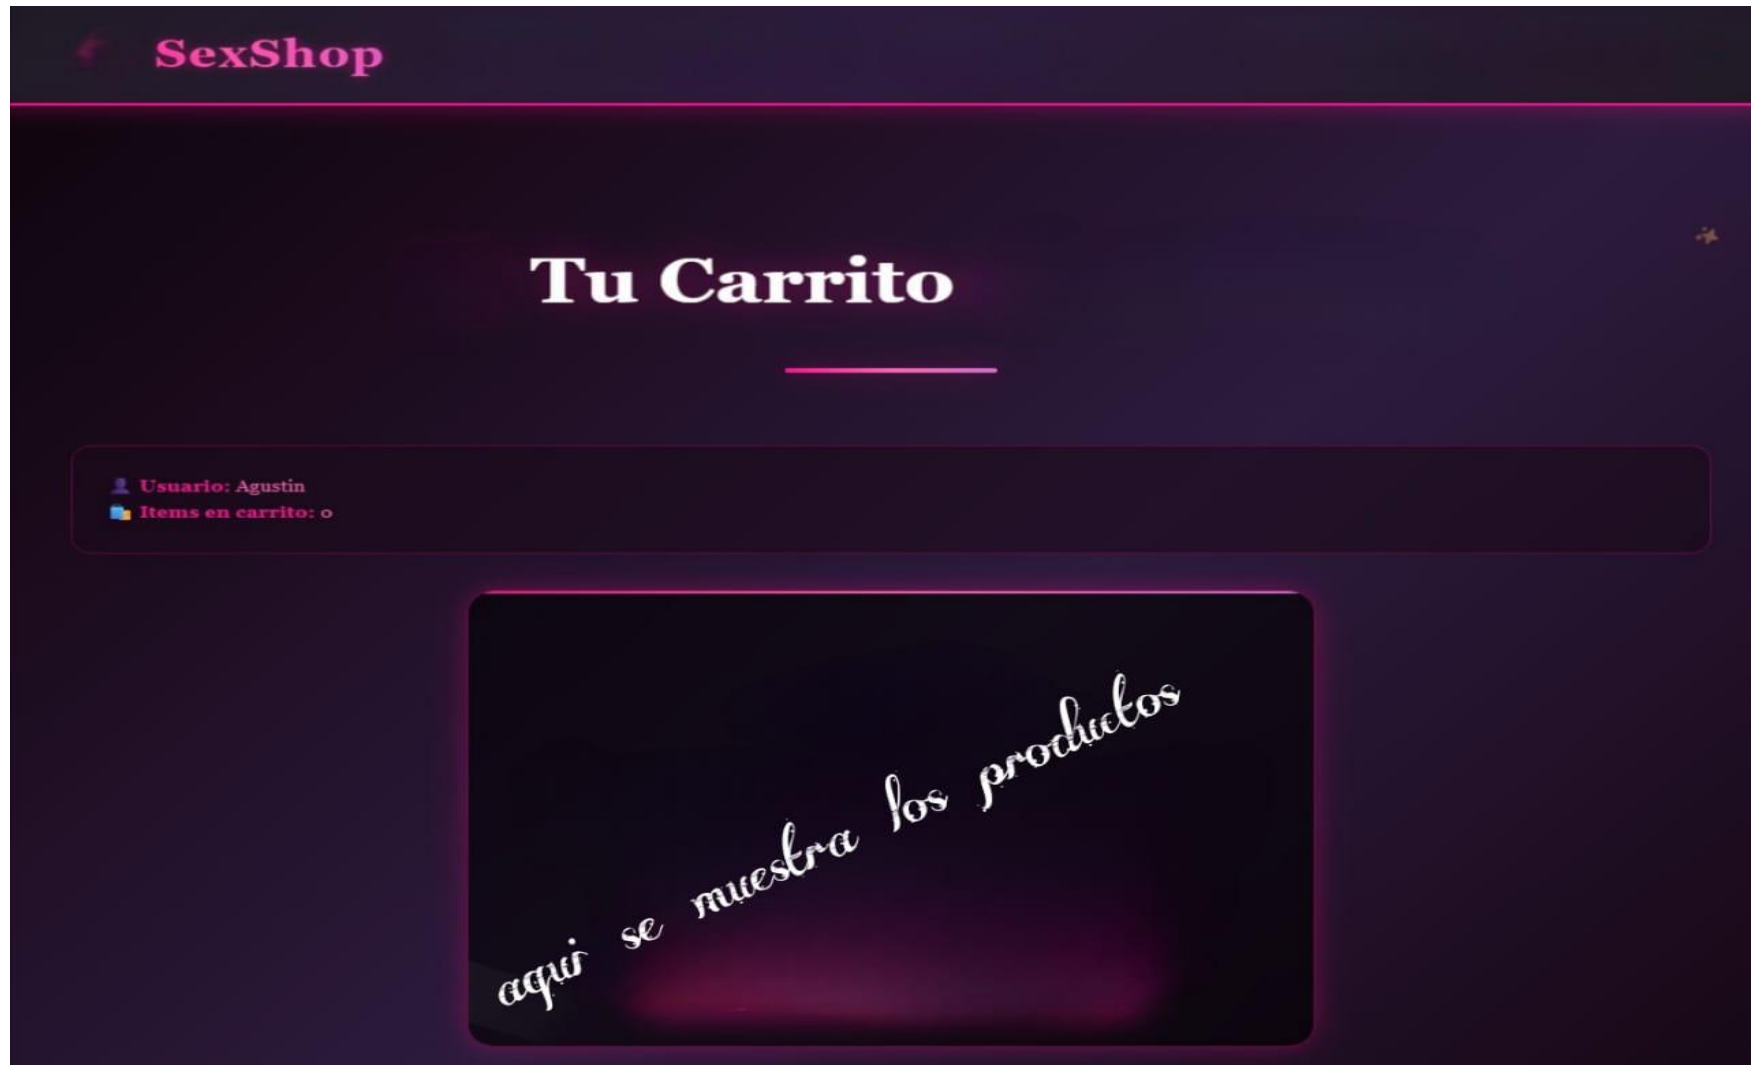 SexShop
Tu Carrito
Usuario: Agustin
Items en carrito: 0
aqui se muestra los productos